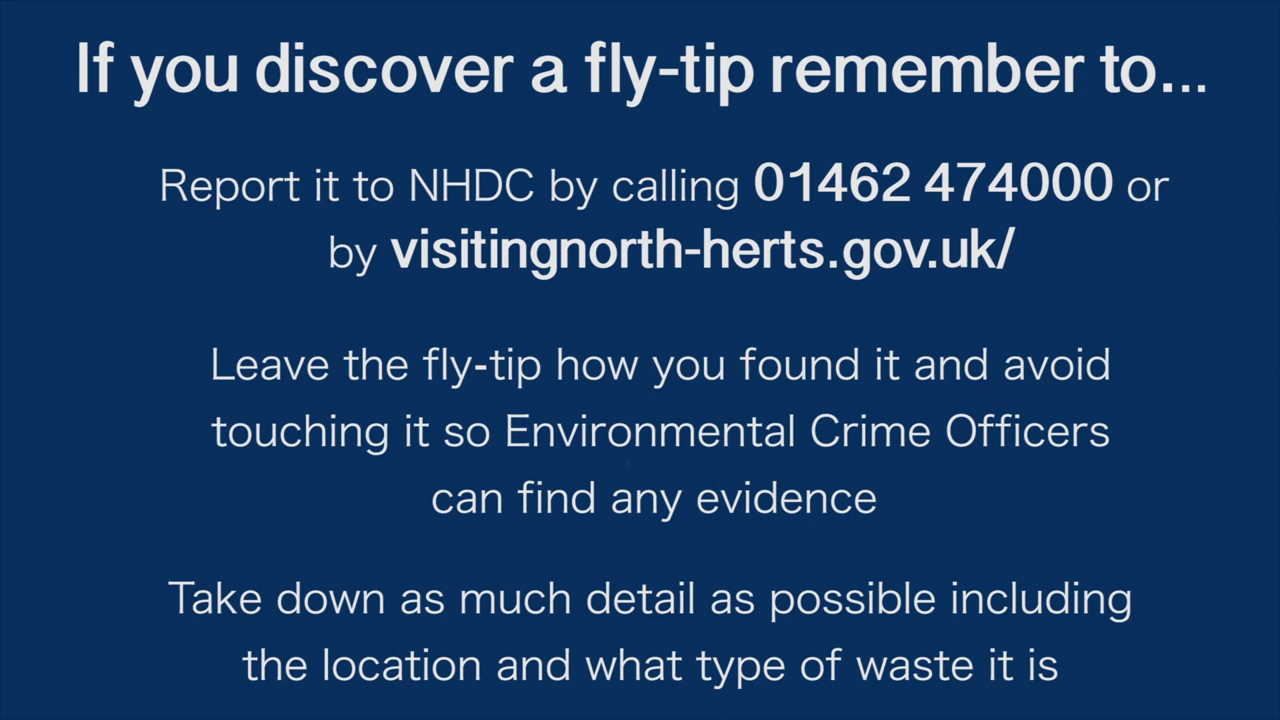 If you discover a fly-tip remember to...
Report it to NHDC by calling 01462 474000 or
by visitingnorth-herts.gov.uk/
Leave the fly-tip how you found it and avoid
touching it so Environmental Crime Officers
can find any evidence
Take down as much detail as possible including
the location and what type of waste it is